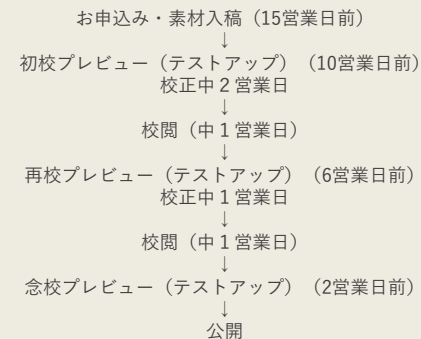 お申込み・素材入稿（15営業日前）
↓
初校プレビュー（テストアップ）（10営業日前）
校正中２営業日
↓
校閲（中１営業日）
↓
再校プレビュー（テストアップ）（6営業日前）
校正中１営業日
↓
校閲（中１営業日）
↓
念校プレビュー（テストアップ）（2営業日前）
↓
公開